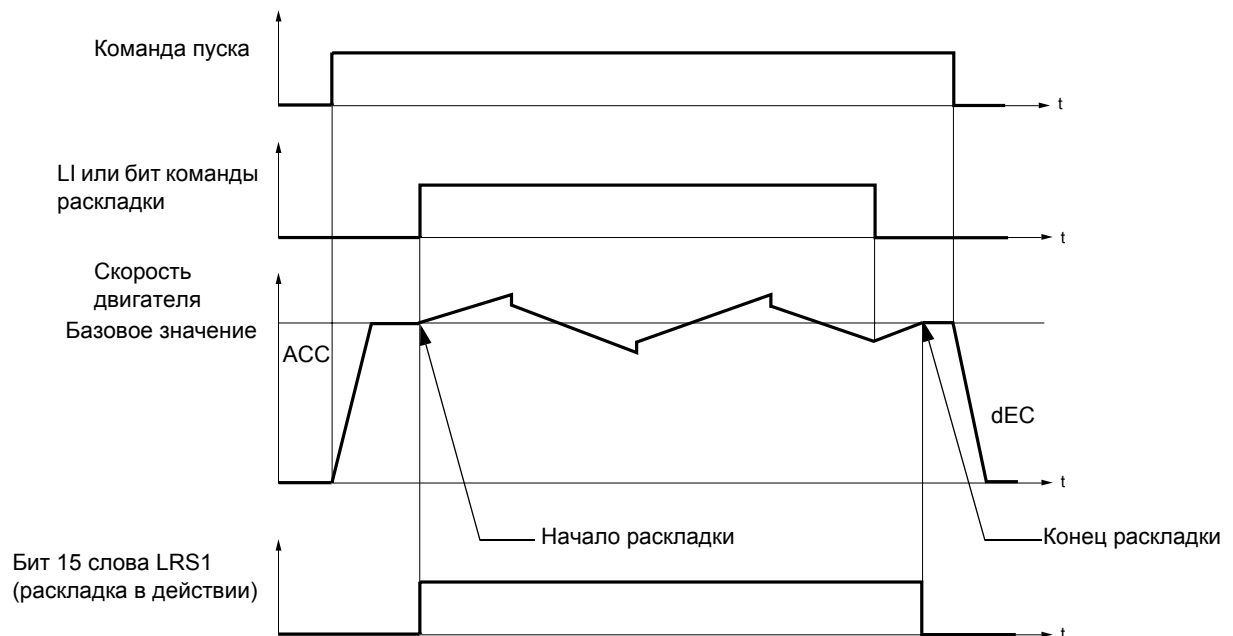 Команда пуска
t
LI или бит команды
раскладки
t
Скорость
двигателя
Базовое значение
ACC
dEC
t
Начало раскладки
Конец раскладки
Бит 15 слова LRS1
(раскладка в действии)
t